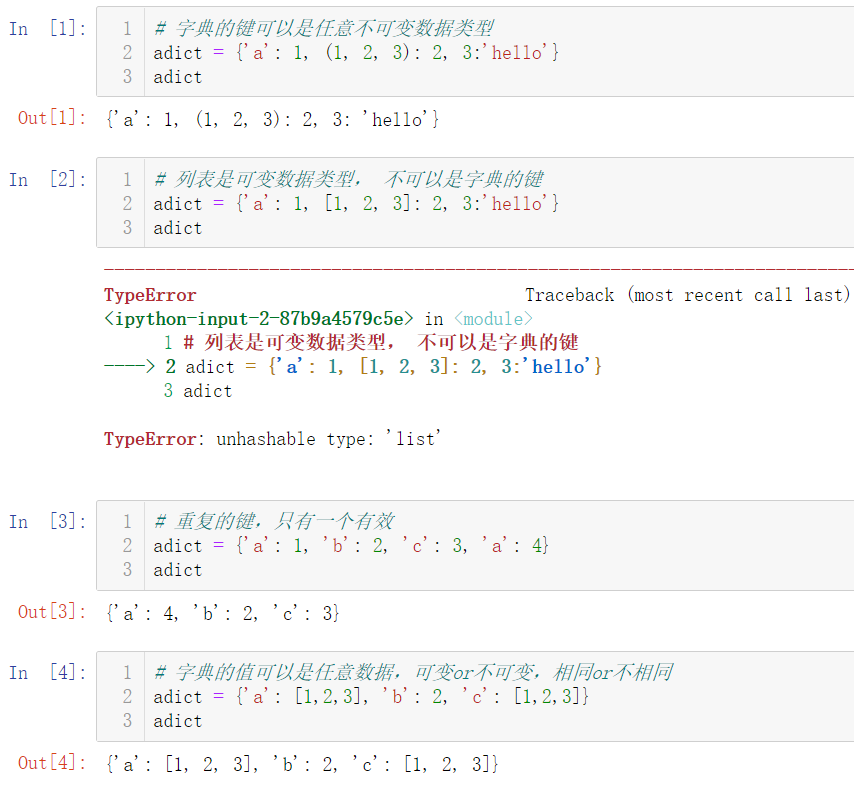 In [1]:
1 # 字典的键可以是任意不可变数据类型
2 adict = {'a': 1, (1, 2, 3): 2, 3:'hello'}
3 adict
Out[1]: {'a': 1, (1, 2, 3): 2, 3: 'hello'}
In [2]:
1 # 列表是可变数据类型， 不可以是字典的键
2 adict = {'a': 1, [1, 2, 3]: 2, 3:'hello'}
3 adict
---------------------------------------------------------------------------
TypeError Traceback (most recent call last)
<ipython-input-2-87b9a4579c5e> in <module>
1 # 列表是可变数据类型， 不可以是字典的键
----> 2 adict = {'a': 1, [1, 2, 3]: 2, 3:'hello'}
3 adict
TypeError: unhashable type: 'list'
In [3]:
1 # 重复的键，只有一个有效
2 adict = {'a': 1, 'b': 2, 'c': 3, 'a': 4}
3 adict
Out[3]: {'a': 4, 'b': 2, 'c': 3}
In [4]:
1 # 字典的值可以是任意数据，可变or不可变，相同or不相同
2 adict = {'a': [1,2,3], 'b': 2, 'c': [1,2,3]}
3 adict
Out[4]: {'a': [1, 2, 3], 'b': 2, 'c': [1, 2, 3]}